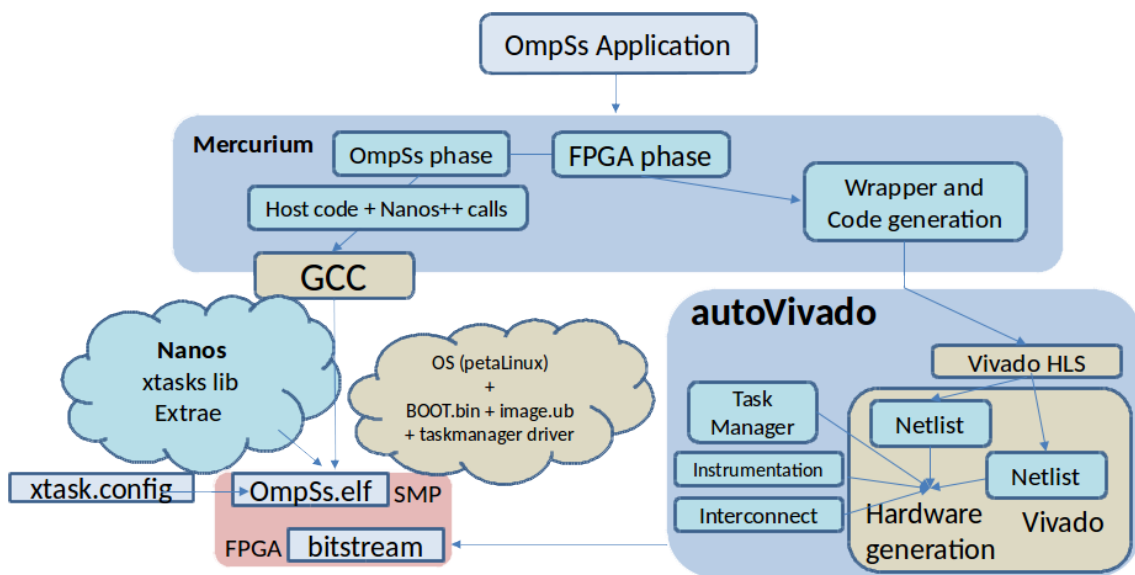 OmpSs Application
Mercurium
OmpSs phase
FPGA phase
Host code + Nanos++ calls
Wrapper and
Code generation
GCC
autoVivado
Nanos
xtasks lib
Extrae
OS (petaLinux)
+
BOOT.bin + image.ub
+ taskmanager driver
Vivado HLS
Task
Manager
Netlist
Instrumentation
Netlist
Interconnect
Hardware
generation
Vivado
xtask.config
OmpSs.elf
SMP
FPGA
bitstream